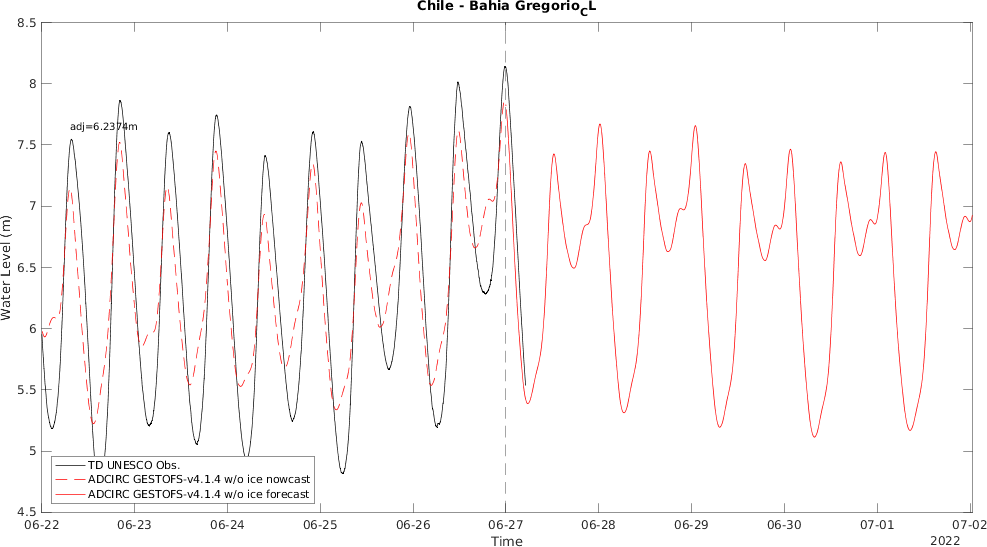 Chile - Bahia Gregorio_CL
8.5
8
7.5
7
6.5
6
5.5
5
4.5
Water Level (m)
adj=6.2374m
TD UNESCO Obs.
ADCIRC GESTOFS-v4.1.4 w/o ice nowcast
ADCIRC GESTOFS-v4.1.4 w/o ice forecast
06-22 06-23 06-24 06-25 06-26 06-27 06-28 06-29 06-30 07-01 07-02
Time
2022